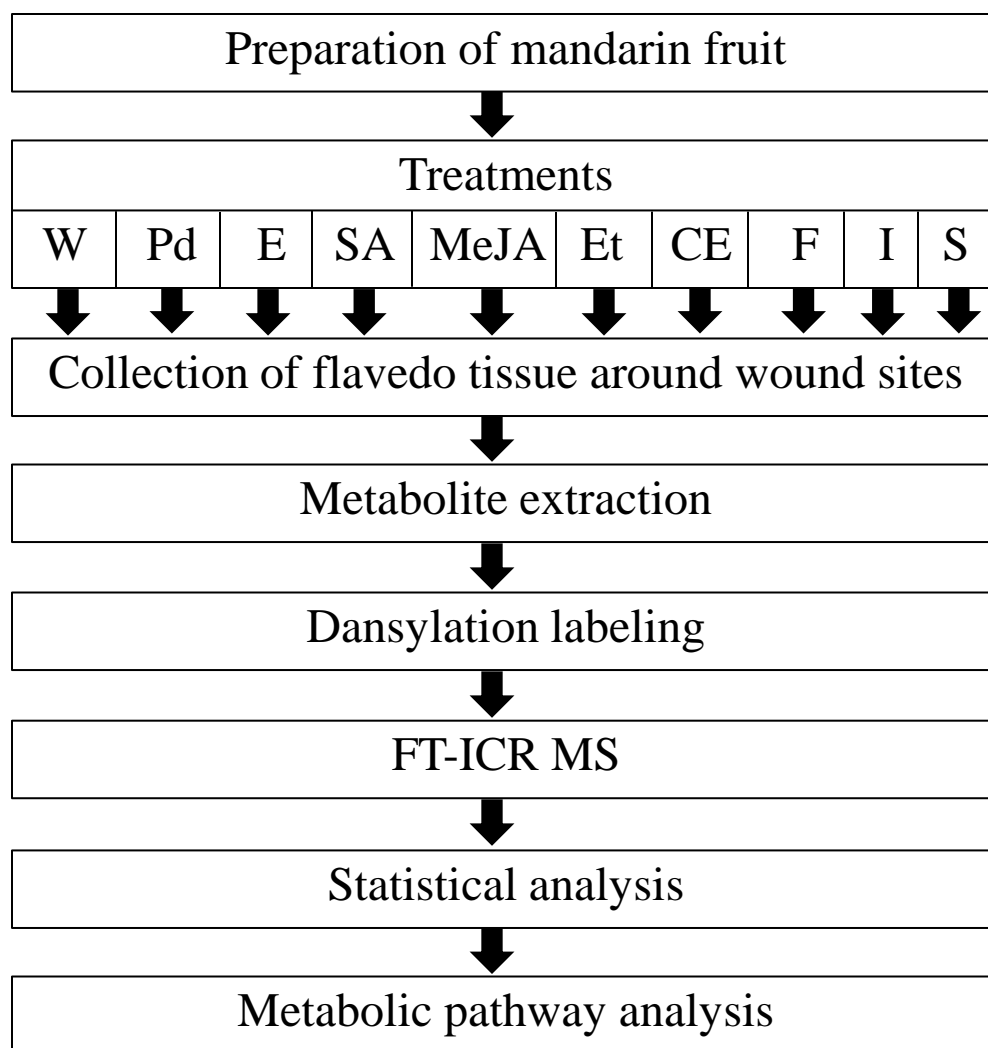 Preparation of mandarin fruit
Treatments
W Pd E SA MeJA Et CE F I S
Collection of flavedo tissue around wound sites
Metabolite extraction
Dansylation labeling
FT-ICR MS
Statistical analysis
Metabolic pathway analysis